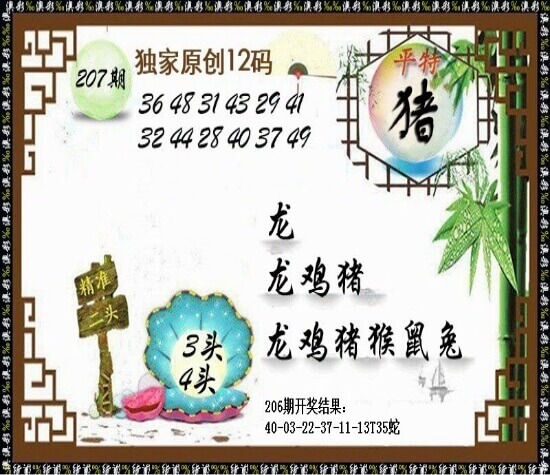 207期
独家原创12码
36 48 31 43 29 41
32 44 28 40 37 49
平特
猪
龙
龙鸡猪
龙鸡猪猴鼠兔
精准
二头
3头
4头
206期开奖结果:
40-03-22-37-11-13T35蛇